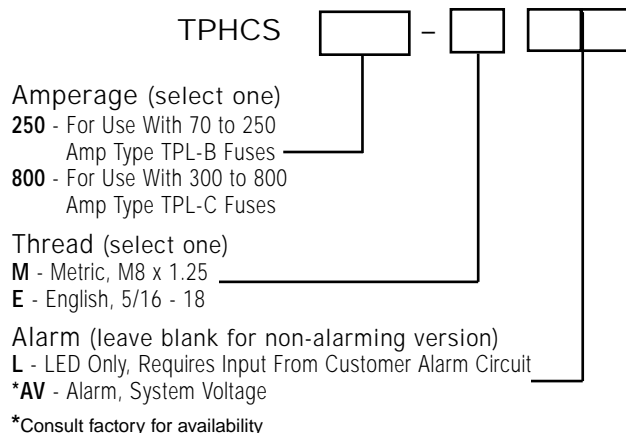 TPHCS –
Amperage (select one)
250 - For Use With 70 to 250
Amp Type TPL-B Fuses
800 - For Use With 300 to 800
Amp Type TPL-C Fuses
Thread (select one)
M - Metric, M8 x 1.25
E - English, 5/16 - 18
Alarm (leave blank for non-alarming version)
L - LED Only, Requires Input From Customer Alarm Circuit
*AV - Alarm, System Voltage
*Consult factory for availability